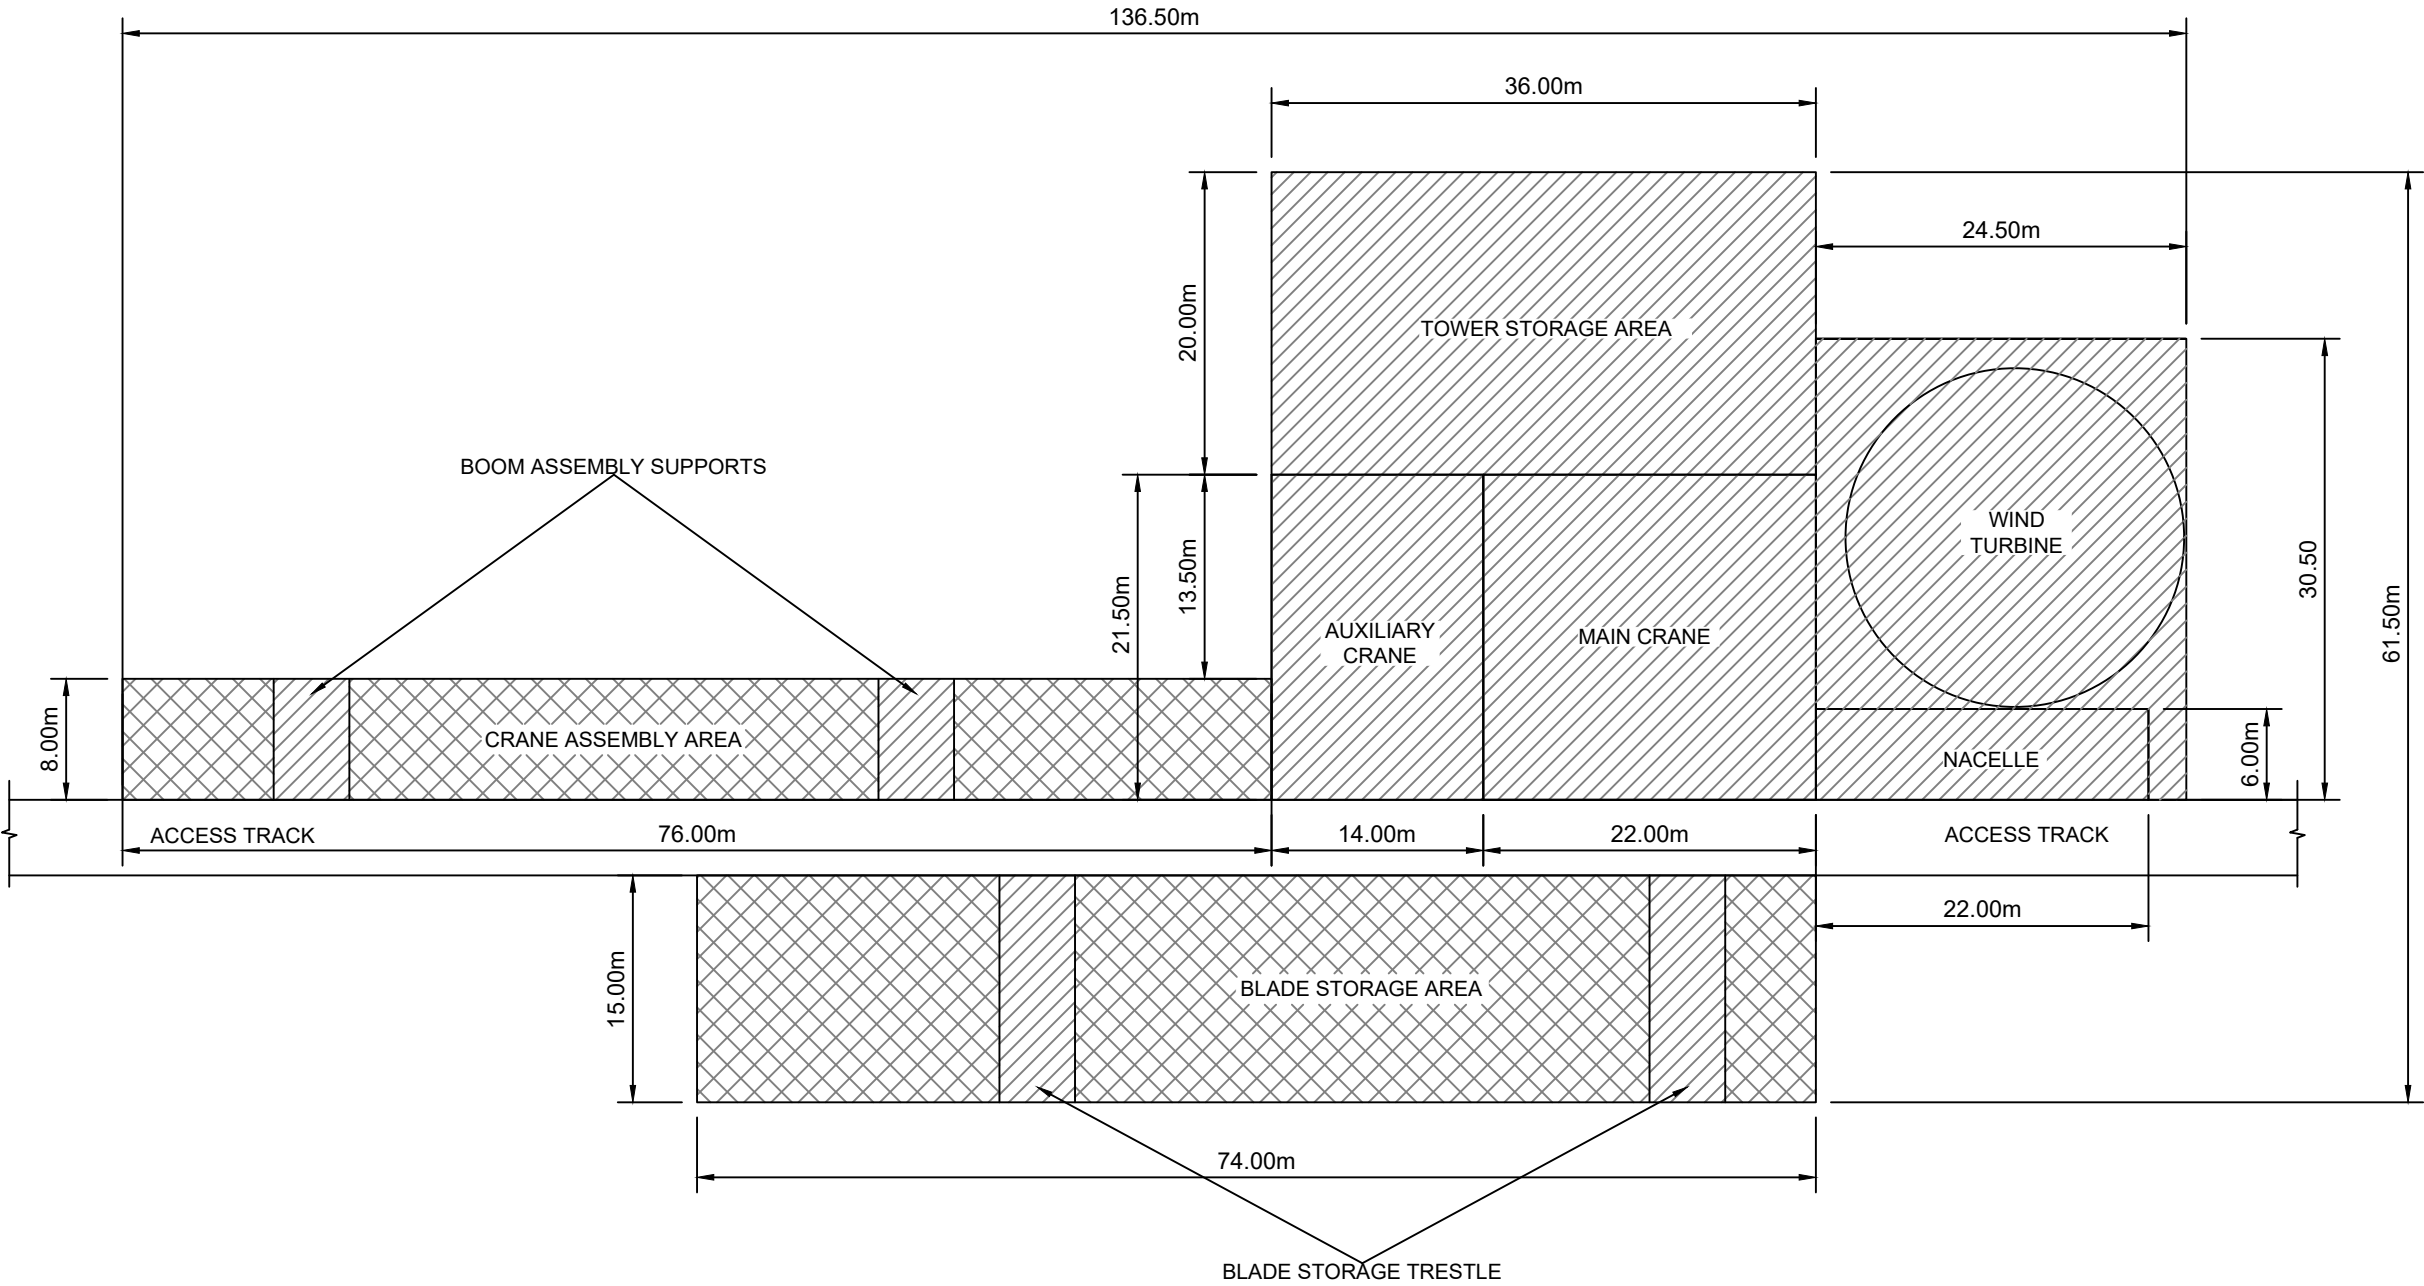 136.50m
36.00m
24.50m
20.00m
TOWER STORAGE AREA
BOOM ASSEMBLY SUPPORTS
WIND
TURBINE
30.50
13.50m
21.50m
61.50m
AUXILIARY
CRANE
MAIN CRANE
8.00m
CRANE ASSEMBLY AREA
NACELLE
6.00m
ACCESS TRACK
76.00m
14.00m
22.00m
ACCESS TRACK
22.00m
15.00m
BLADE STORAGE AREA
74.00m
BLADE STORAGE TRESTLE